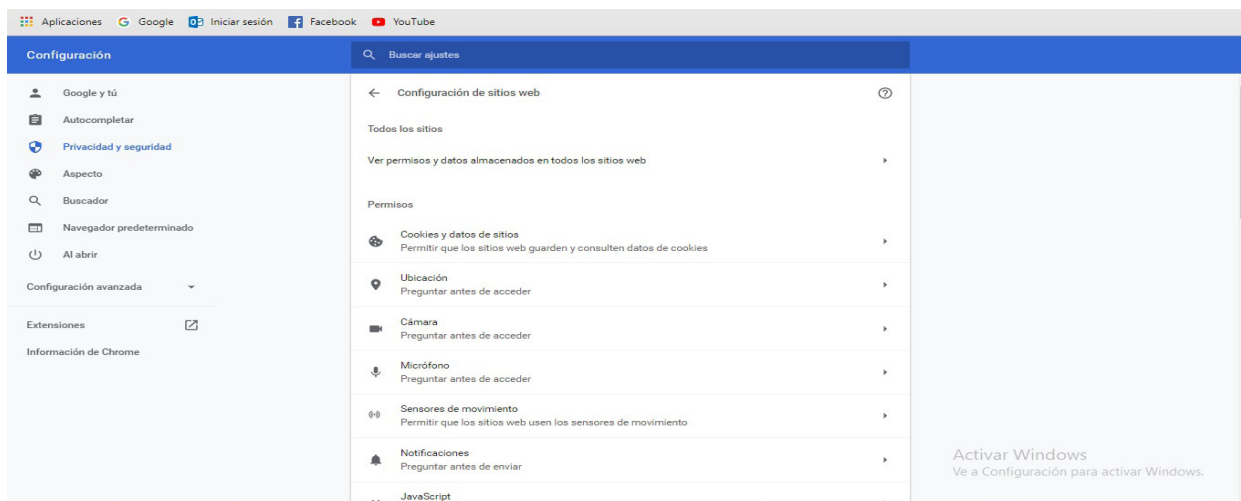 Aplicaciones Google Iniciar sesión Facebook YouTube
Configuración
Buscar ajustes
Google y tú
Autocompletar
Privacidad y seguridad
Aspecto
Buscador
Navegador predeterminado
Al abrir
Configuración avanzada
Extensiones
Información de Chrome
Configuración de sitios web
Todos los sitios
Ver permisos y datos almacenados en todos los sitios web
Permisos
Cookies y datos de sitios
Permitir que los sitios web guarden y consulten datos de cookies
Ubicación
Preguntar antes de acceder
Cámara
Preguntar antes de acceder
Micrófono
Preguntar antes de acceder
Sensores de movimiento
Permitir que los sitios web usen los sensores de movimiento
Notificaciones
Preguntar antes de enviar
JavaScript
Activar Windows
Ve a Configuración para activar Windows.